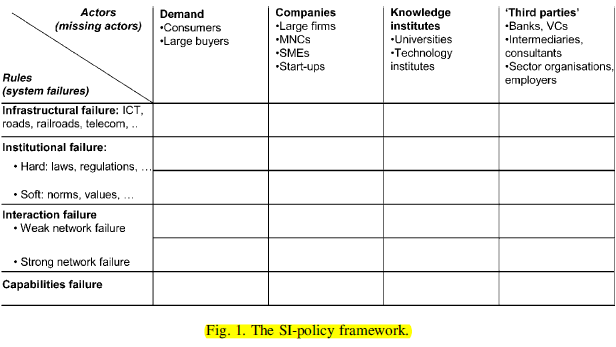 Actors
(missing actors)
Rules
(system failures)
Demand
•Consumers
•Large buyers
Companies
•Large firms
•MNCs
•SMEs
•Start-ups
Knowledge
institutes
•Universities
•Technology
institutes
‘Third parties’
•Banks, VCs
•Intermediaries,
consultants
•Sector organisations,
employers
Infrastructural failure: ICT,
roads, railroads, telecom, ..
Institutional failure:
• Hard: laws, regulations, …
• Soft: norms, values, …
Interaction failure
• Weak network failure
• Strong network failure
Capabilities failure
Fig. 1. The SI-policy framework.